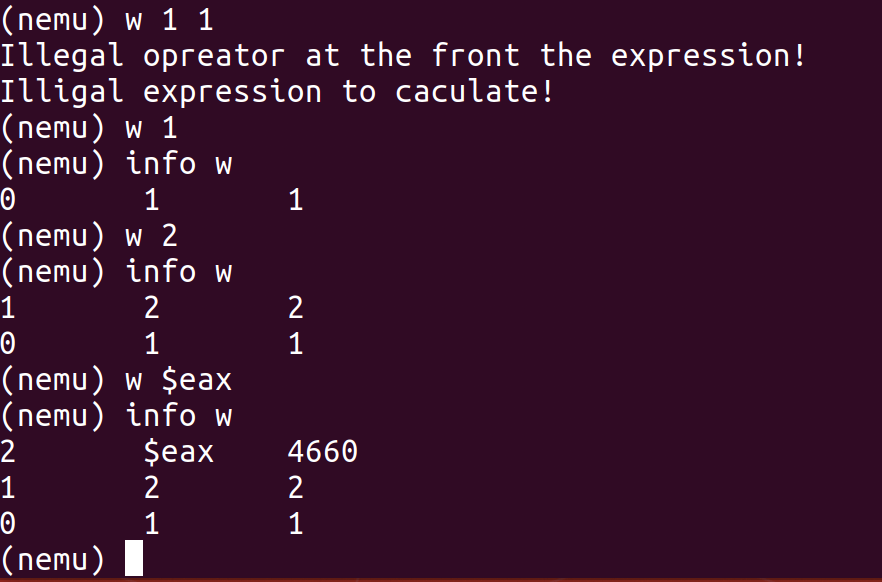 (nemu) w 1 1
Illegal opreator at the front the expression!
Illigal expression to caculate!
(nemu) w 1
(nemu) info w
0 1 1
(nemu) w 2
(nemu) info w
1 2 2
0 1 1
(nemu) w $eax
(nemu) info w
2 $eax 4660
1 2 2
0 1 1
(nemu)